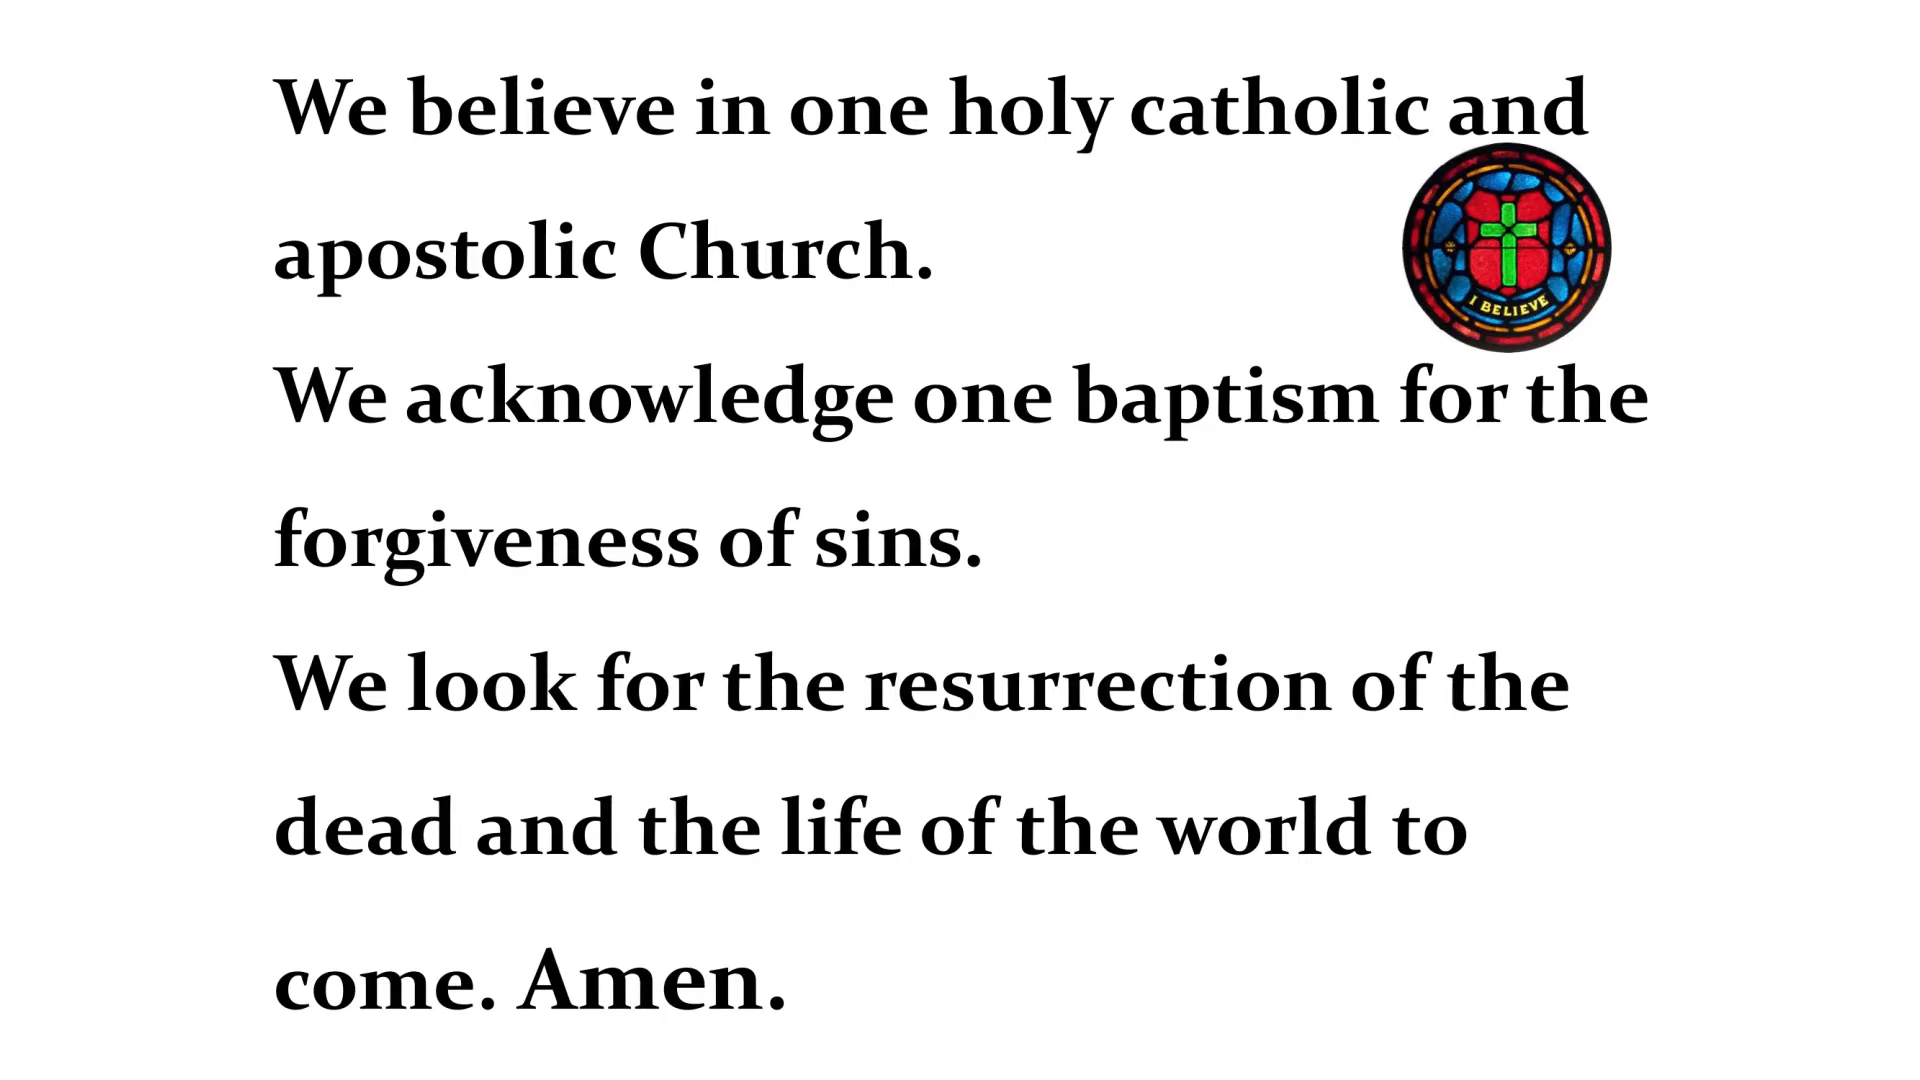 We believe in one holy catholic and
apostolic Church.
I BELIEVE
We acknowledge one baptism for the
forgiveness of sins.
We look for the resurrection of the
dead and the life of the world to
come. Amen.